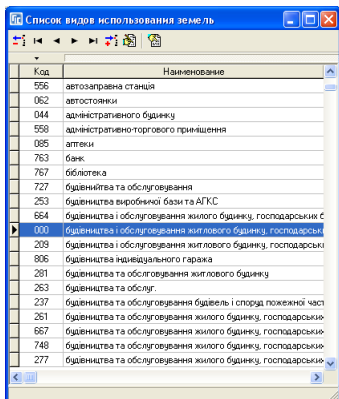 Список видов использования земель
Код Наименование
556 автозаправна станція
062 автостоянки
044 адміністративного будинку
558 адміністративно-торгового приміщення
085 аптеки
763 банк
767 бібліотека
727 будівнийтва та обслуговування
253 будівництва виробничої бази та АГКС
664 будівництва і обслуговування жилого будинку, господарських б
000 будівництва і обслуговування житлового будинку, господарськ
209 будівництва і обслуговування житлового будинку, господарськ
806 будівництва індивідуального гаража
281 будівництва та обслговування житлового будинку
263 будівництва та обслуг.
237 будівництва та обслуговування будівель і споруд пожежної част
261 будівництва та обслуговування жилого будинку, господарських
667 будівництва та обслуговування жилого будинку, господарських
748 будівництва та обслуговування жилого будинку, господарських
277 будівництва та обслуговування жилого будинку, господарських